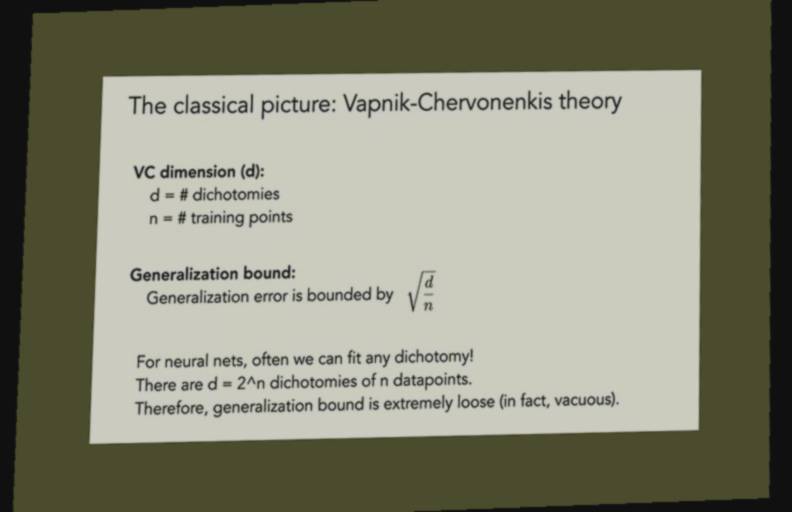 The classical picture: Vapnik-Chervonenkis theory
VC dimension (d):
d = # dichotomies
n = # training points
Generalization bound:
Generalization error is bounded by √(d/n)
For neural nets, often we can fit any dichotomy!
There are d = 2^n dichotomies of n datapoints.
Therefore, generalization bound is extremely loose (in fact, vacuous).